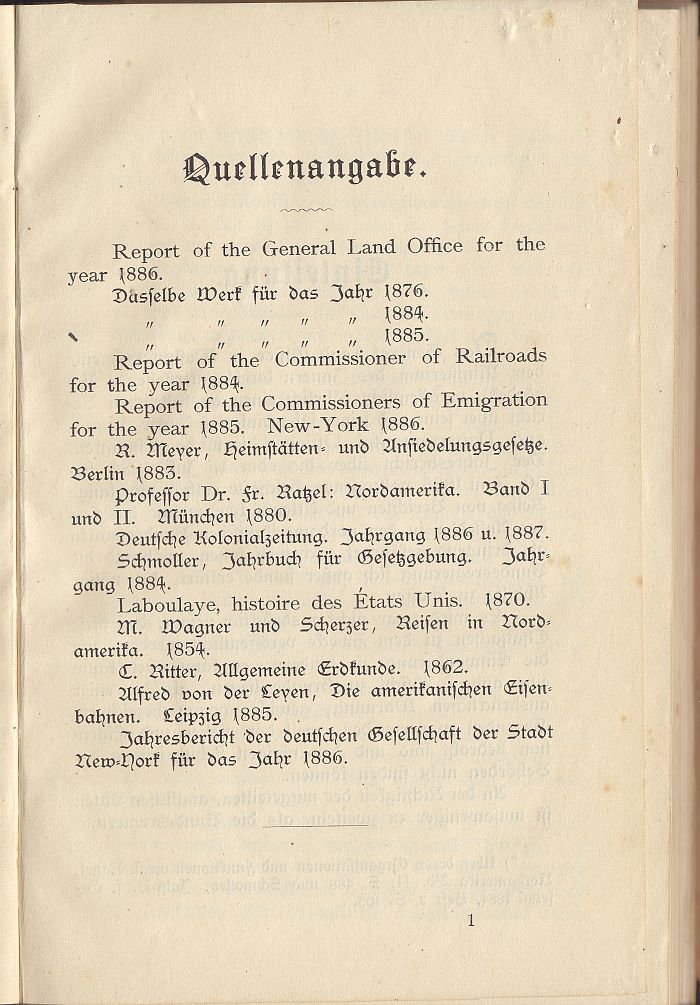 Quellenangabe.
Report of the General Land Office for the
year 1886.
Dasselbe Werk für das Jahr 1876.
„ „ „ „ „ 1884.
„ „ „ „ „ 1885.
Report of the Commissioner of Railroads
for the year 1884.
Report of the Commissioners of Emigration
for the year 1885. New-York 1886.
R. Meyer, Heimstätten- und Ansiedelungsgesetze.
Berlin 1883.
Professor Dr. Fr. Ratzel: Nordamerika. Band I
und II. München 1880.
Deutsche Kolonialzeitung. Jahrgang 1886 u. 1887.
Schmoller, Jahrbuch für Gesetzgebung. Jahr-
gang 1884.
Laboulaye, histoire des États Unis. 1870.
M. Wagner und Scherzer, Reisen in Nord-
amerika. 1854.
C. Ritter, Allgemeine Erdkunde. 1862.
Alfred von der Leyen, Die amerikanischen Eisen-
bahnen. Leipzig 1885.
Jahresbericht der deutschen Gesellschaft der Stadt
New-York für das Jahr 1886.
1